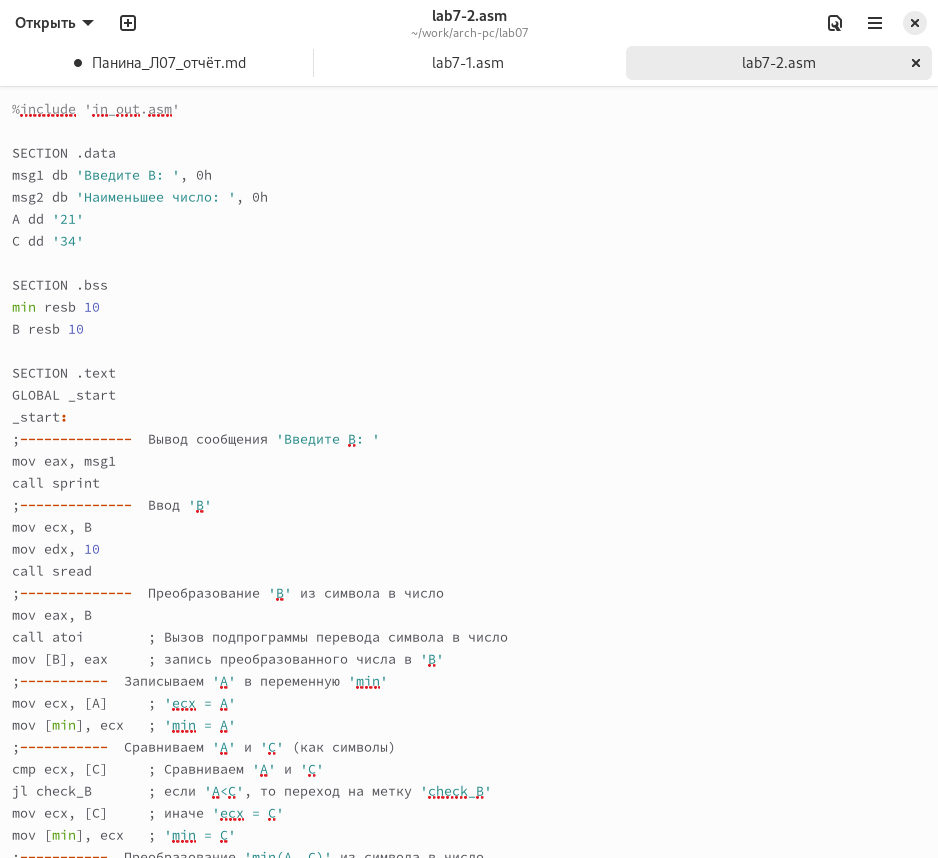 Открыть
lab7-2.asm
~/work/arch-pc/lab07
Панина_Л07_отчёт.md
lab7-1.asm
lab7-2.asm
%include 'in_out.asm'
SECTION .data
msg1 db 'Введите B: ', 0h
msg2 db 'Наименьшее число: ', 0h
A dd '21'
C dd '34'
SECTION .bss
min resb 10
B resb 10
SECTION .text
GLOBAL _start
_start:
;-------------- Вывод сообщения 'Введите B: '
mov eax, msg1
call sprint
;-------------- Ввод 'B'
mov ecx, B
mov edx, 10
call sread
;-------------- Преобразование 'B' из символа в число
mov eax, B
call atoi ; Вызов подпрограммы перевода символа в число
mov [B], eax ; запись преобразованного числа в 'B'
;----------- Записываем 'A' в переменную 'min'
mov ecx, [A] ; 'ecx = A'
mov [min], ecx ; 'min = A'
;----------- Сравниваем 'A' и 'C' (как символы)
cmp ecx, [C] ; Сравниваем 'A' и 'C'
jl check_B ; если 'A<C', то переход на метку 'check_B'
mov ecx, [C] ; иначе 'ecx = C'
mov [min], ecx ; 'min = C'
;----------- Преобразование 'min(A, C)' из символа в число